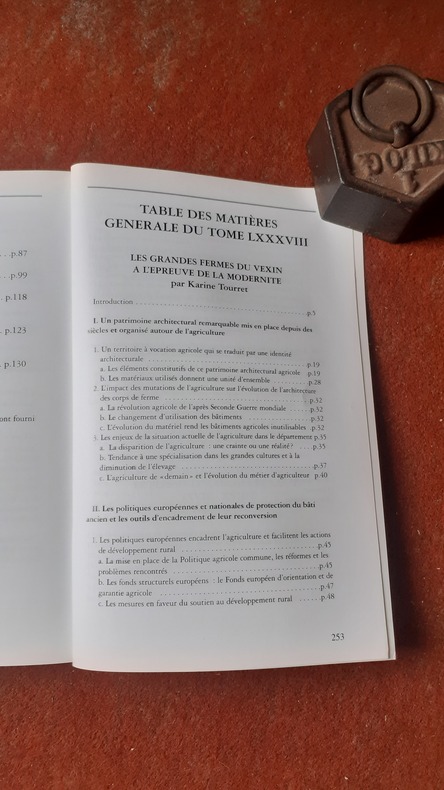 . . p.87
. . p.99
. p.118
p.123
p.130
ont fourni
TABLE DES MATIÈRES
GENERALE DU TOME LXXXVIII
LES GRANDES FERMES DU VEXIN
A L'EPREUVE DE LA MODERNITE
par Karine Tourret
Introduction . . . . . . . . . . p.5
I. Un patrimoine architectural remarquable mis en place depuis des
siècles et organisé autour de l'agriculture
1. Un territoire à vocation agricole qui se traduit par une identité
architecturale . . . . . . . . . . p.19
a. Les éléments constitutifs de ce patrimoine architectural agricole . p.19
b. Les matériaux utilisés donnent une unité d'ensemble . . . . . . . . p.28
2. L'impact des mutations de l'agriculture sur l'évolution de l'architecture
des corps de ferme . . . . . . . . . . p.32
a. La révolution agricole de l'après Seconde Guerre mondiale . . . . . p.32
b. Le changement d'utilisation des bâtiments . . . . . . . . . . p.32
c. L'évolution du matériel rend les bâtiments agricoles inutilisables . p.32
3. Les enjeux de la situation actuelle de l'agriculture dans le département p.35
a. La disparition de l'agriculture : une crainte ou une réalité ? . . . . p.35
b. Tendance à une spécialisation dans les grandes cultures et à la
diminution de l'élevage . . . . . . . . . . p.37
c. L'agriculture de « demain » et l'évolution du métier d'agriculteur p.40
II. Les politiques européennes et nationales de protection du bâti
ancien et les outils d'encadrement de leur reconversion
1. Les politiques européennes encadrent l'agriculture et facilitent les actions
de développement rural . . . . . . . . . . p.45
a. La mise en place de la Politique agricole commune, les réformes et les
problèmes rencontrés . . . . . . . . . . p.45
b. Les fonds structurels européens : le Fonds européen d'orientation et de
garantie agricole . . . . . . . . . . p.47
c. Les mesures en faveur du soutien au développement rural . . . . . . p.48
253
KILOG
1